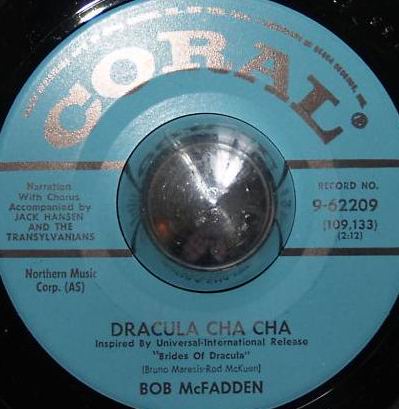 CORAL®
Narration
With Chorus
Accompanied by
JACK HANSEN
AND THE
TRANSYLVANIANS
RECORD NO.
9-62209
(109,133)
(2:12)
Northern Music
Corp. (AS)
DRACULA CHA CHA
Inspired By Universal-International Release
"Brides Of Dracula"
(Bruno Maresis-Rod McKuen)
BOB McFADDEN